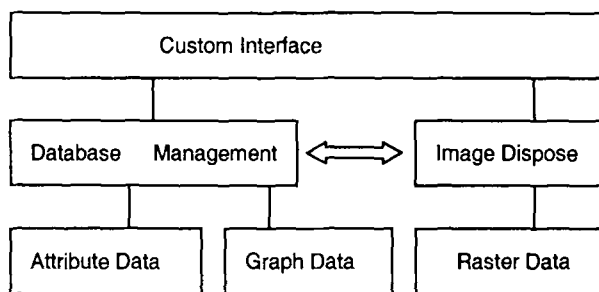 Custom Interface
Database Management
Image Dispose
Attribute Data
Graph Data
Raster Data